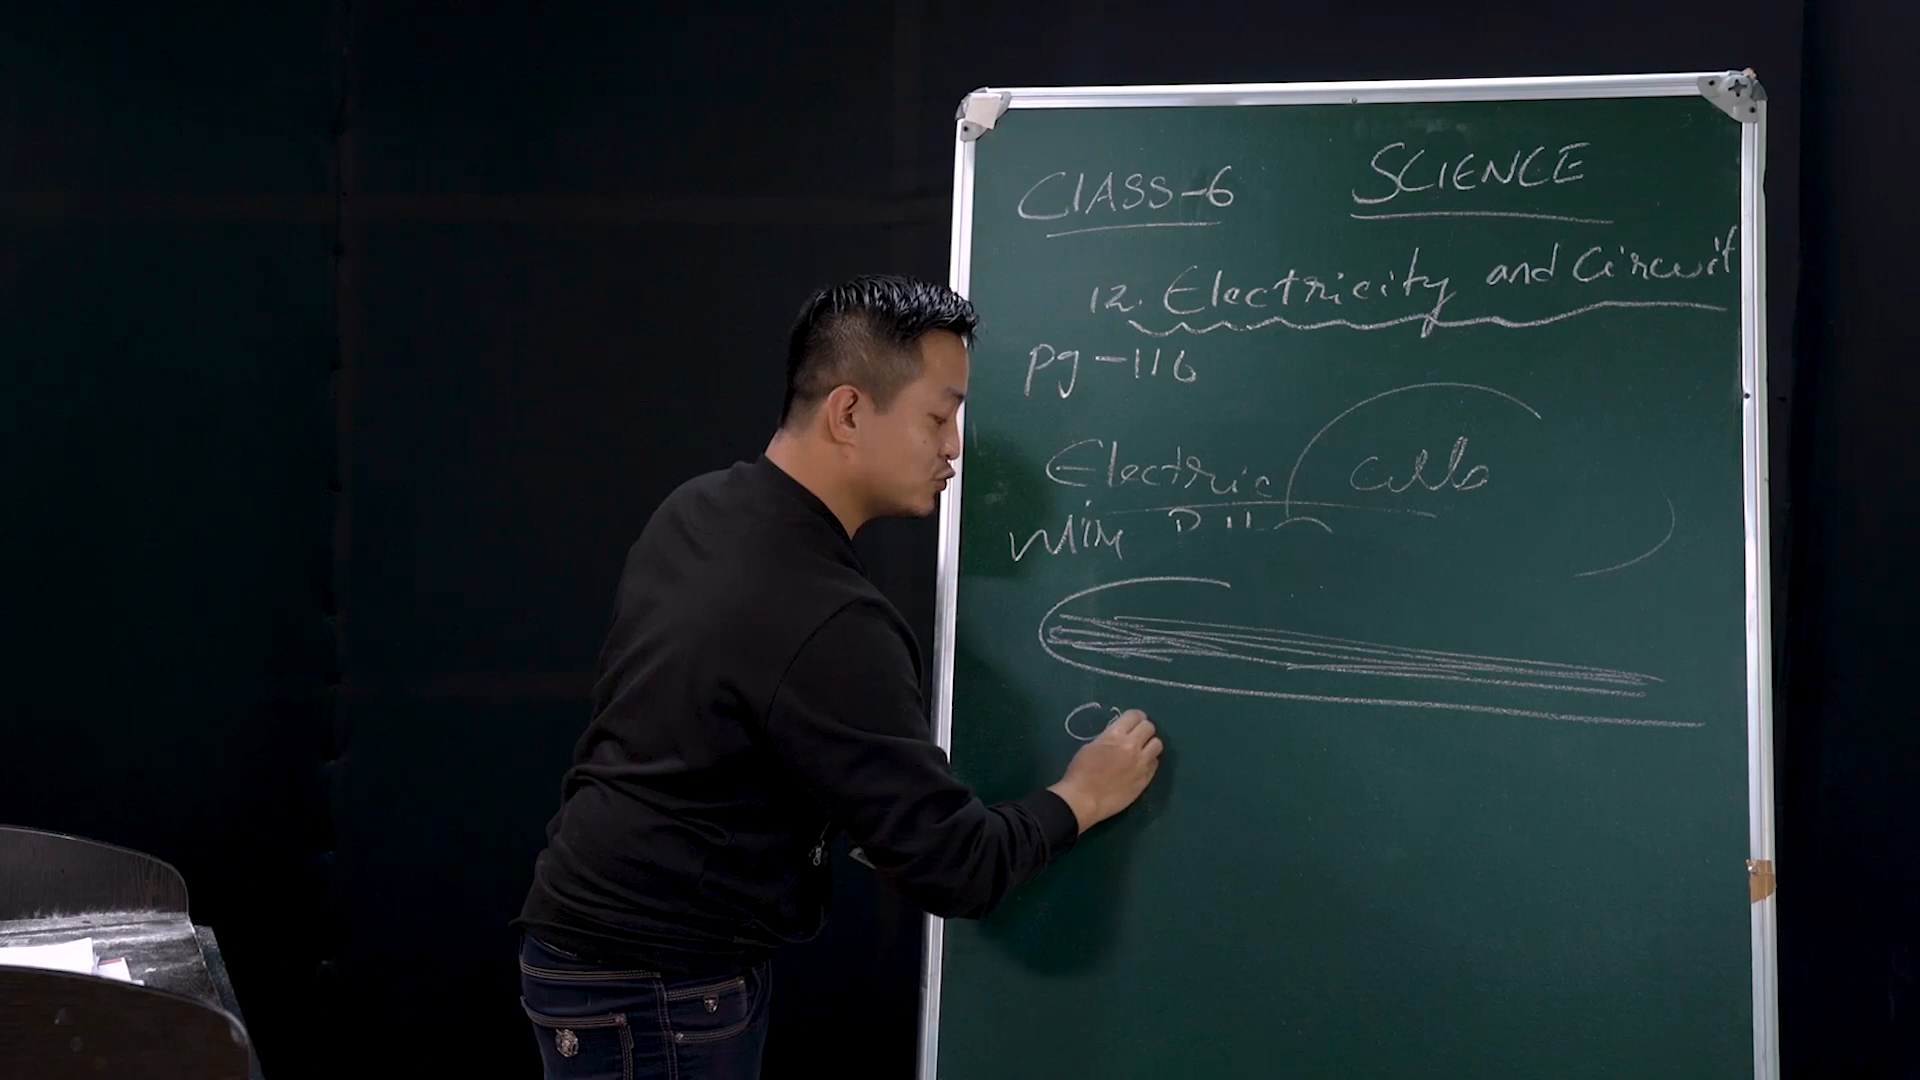 CLASS-6 SCIENCE
12. Electricity and Circuit
Pg-116
Electric cells